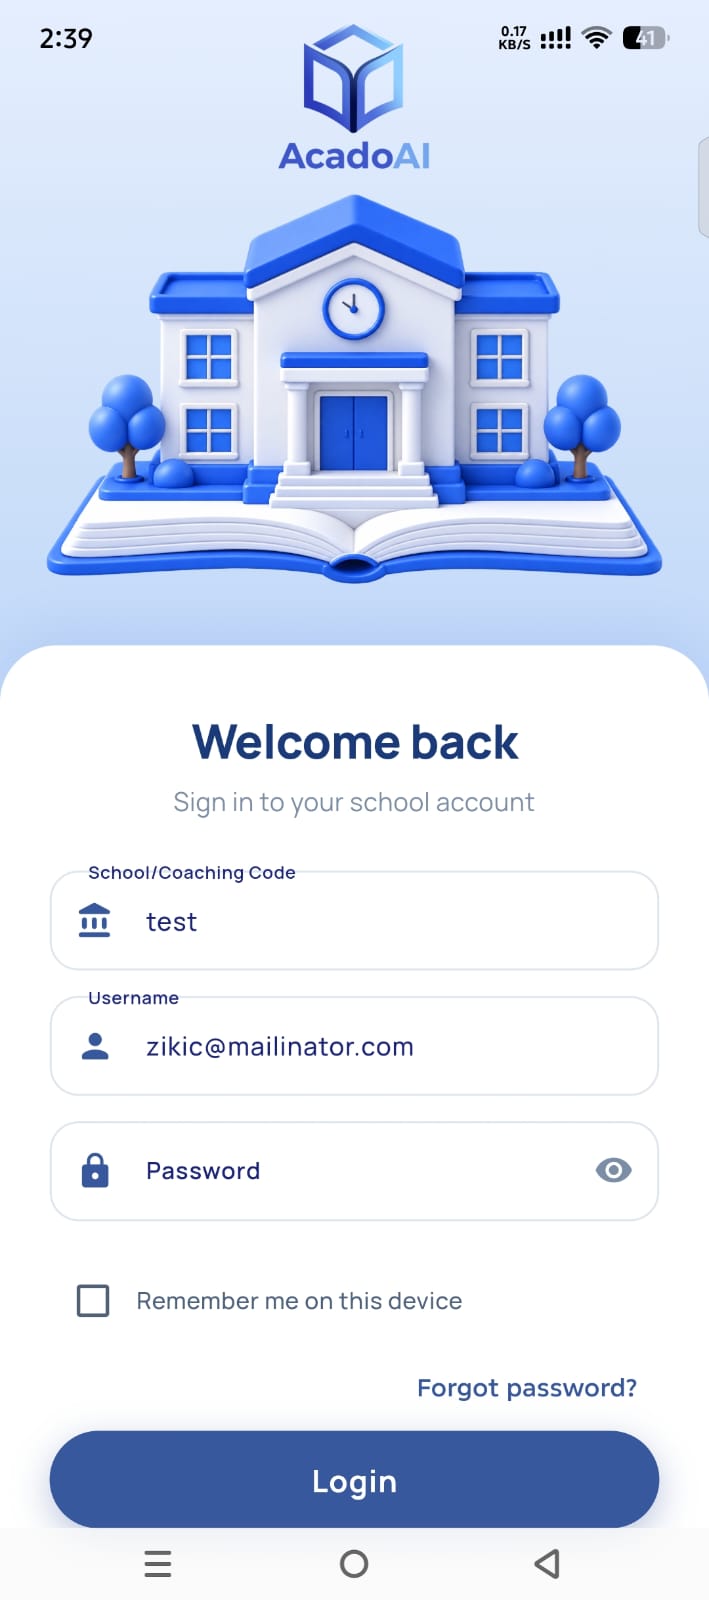 2:39
0.17
KB/S
41
AcadoAI
Welcome back
Sign in to your school account
School/Coaching Code
test
Username
zikic@mailinator.com
Password
Remember me on this device
Forgot password?
Login